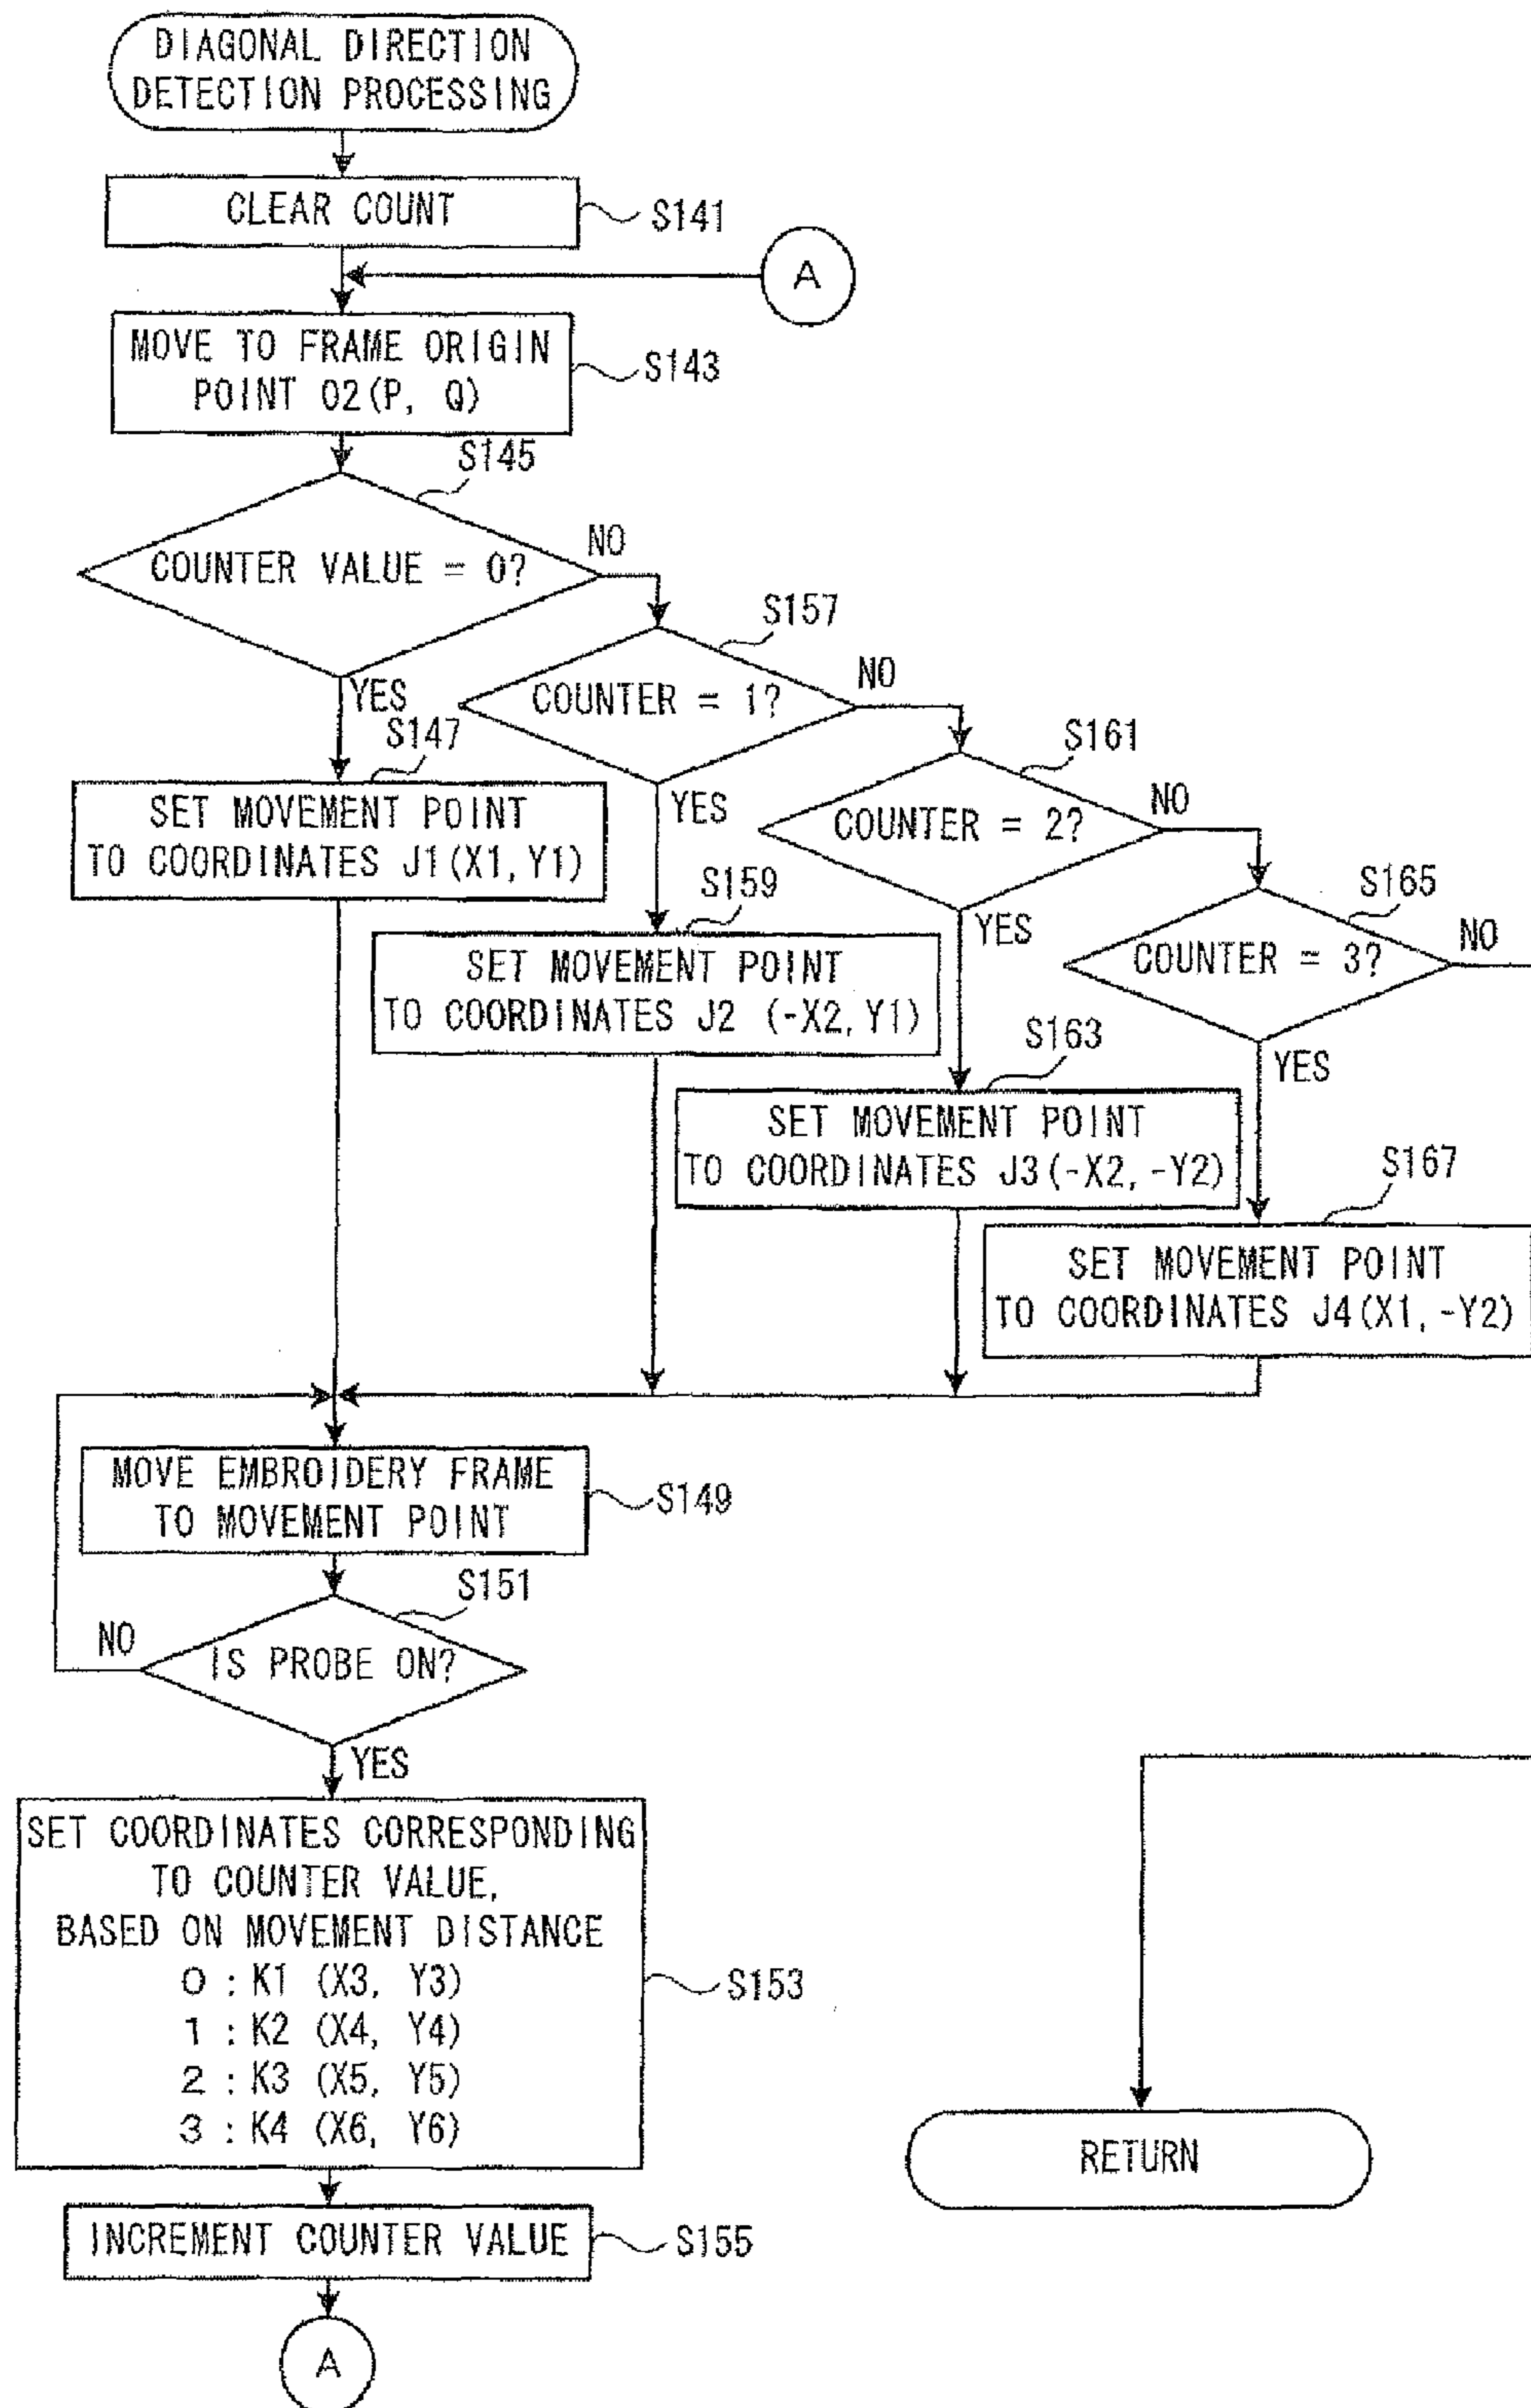 DIAGONAL DIRECTION
DETECTION PROCESSING
CLEAR COUNT
S141
A
MOVE TO FRAME ORIGIN
POINT O2(P, Q)
S143
S145
COUNTER VALUE = 0?
NO
YES
S157
COUNTER = 1?
NO
YES
S147
SET MOVEMENT POINT
TO COORDINATES J1(X1,Y1)
S161
COUNTER = 2?
NO
YES
S159
SET MOVEMENT POINT
TO COORDINATES J2 (-X2,Y1)
S165
COUNTER = 3?
NO
YES
S163
SET MOVEMENT POINT
TO COORDINATES J3(-X2,-Y2)
S167
SET MOVEMENT POINT
TO COORDINATES J4(X1,-Y2)
MOVE EMBROIDERY FRAME
TO MOVEMENT POINT
S149
S151
NO
IS PROBE ON?
YES
SET COORDINATES CORRESPONDING
TO COUNTER VALUE,
BASED ON MOVEMENT DISTANCE
0 : K1 (X3, Y3)
1 : K2 (X4, Y4)
2 : K3 (X5, Y5)
3 : K4 (X6, Y6)
S153
RETURN
INCREMENT COUNTER VALUE
S155
A